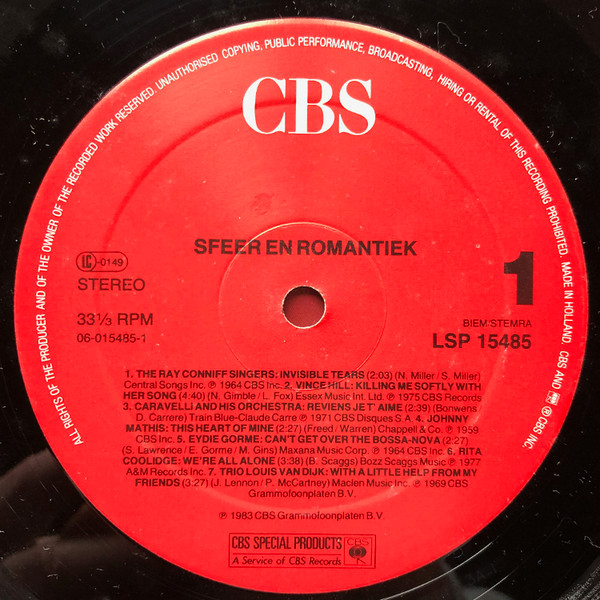 ALL RIGHTS OF THE PRODUCER AND OF THE OWNER OF THE RECORDED WORK RESERVED. UNAUTHORISED COPYING, PUBLIC PERFORMANCE, BROADCASTING, HIRING OR RENTAL OF THIS RECORDING PROHIBITED. MADE IN HOLLAND. CBS AND ® CBS INC.
CBS
SFEER EN ROMANTIEK
LC-0149
STEREO
1
33⅓ RPM
06-015485-1
BIEM/STEMRA
LSP 15485
1. THE RAY CONNIFF SINGERS: INVISIBLE TEARS (2:03) (N. Miller/S. Miller)
Central Songs Inc. ℗ 1964 CBS Inc. 2. VINCE HILL: KILLING ME SOFTLY WITH
HER SONG (4:40) (N. Gimble/L. Fox) Essex Music Int. Ltd. ℗ 1975 CBS Records
3. CARAVELLI AND HIS ORCHESTRA: REVIENS JE T'AIME (2:39) (Bonwens
D. Carrere) Train Blue-Claude Carre ℗ 1971 CBS Disques S.A 4. JOHNNY
MATHIS: THIS HEART OF MINE (2:27) (Freed/Warren) Chappell & Co. ℗ 1959
CBS Inc. 5. EYDIE GORME: CAN'T GET OVER THE BOSSA-NOVA (2:27)
(S. Lawrence/E. Gorme/M. Gins) Maxana Music Corp. ℗ 1964 CBS Inc. 6. RITA
COOLIDGE: WE'RE ALL ALONE (3:38) (B. Scaggs) Bozz Scaggs Music ℗ 1977
A&M Records Inc. 7. TRIO LOUIS VAN DIJK: WITH A LITTLE HELP FROM MY
FRIENDS (3:27) (J. Lennon/P. McCartney) Maclen Music Inc. ℗ 1969 CBS
Grammofoonplaten B.V.
℗ 1983 CBS Grammofoonplaten B.V.
CBS SPECIAL PRODUCTS CBS
A Service of CBS Records